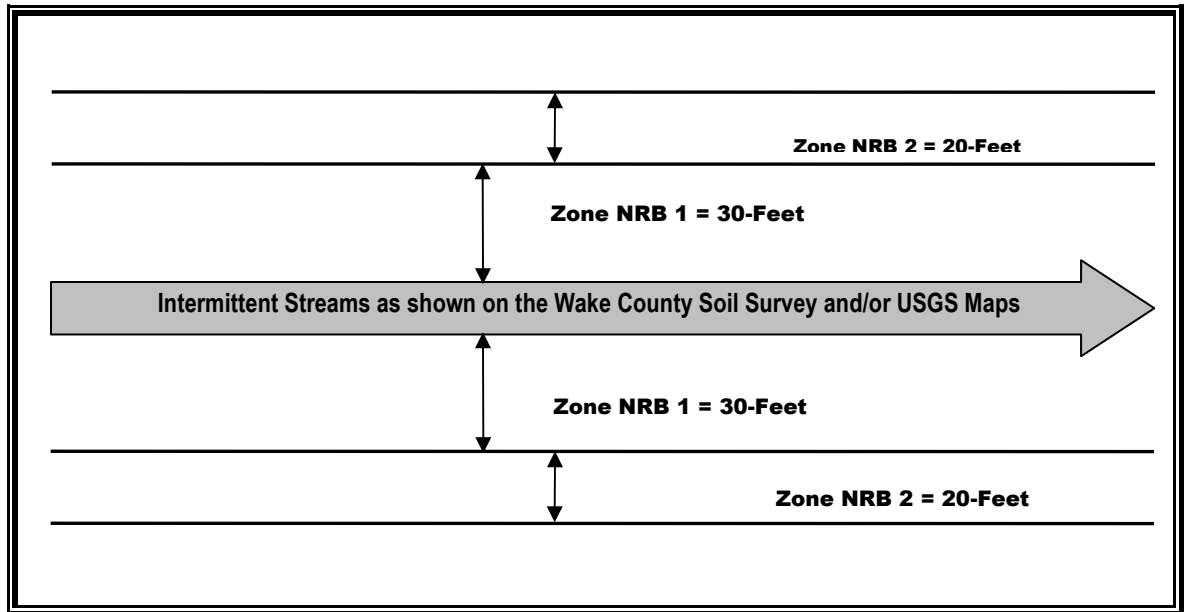 Zone NRB 2 = 20-Feet
Zone NRB 1 = 30-Feet
Intermittent Streams as shown on the Wake County Soil Survey and/or USGS Maps
Zone NRB 1 = 30-Feet
Zone NRB 2 = 20-Feet